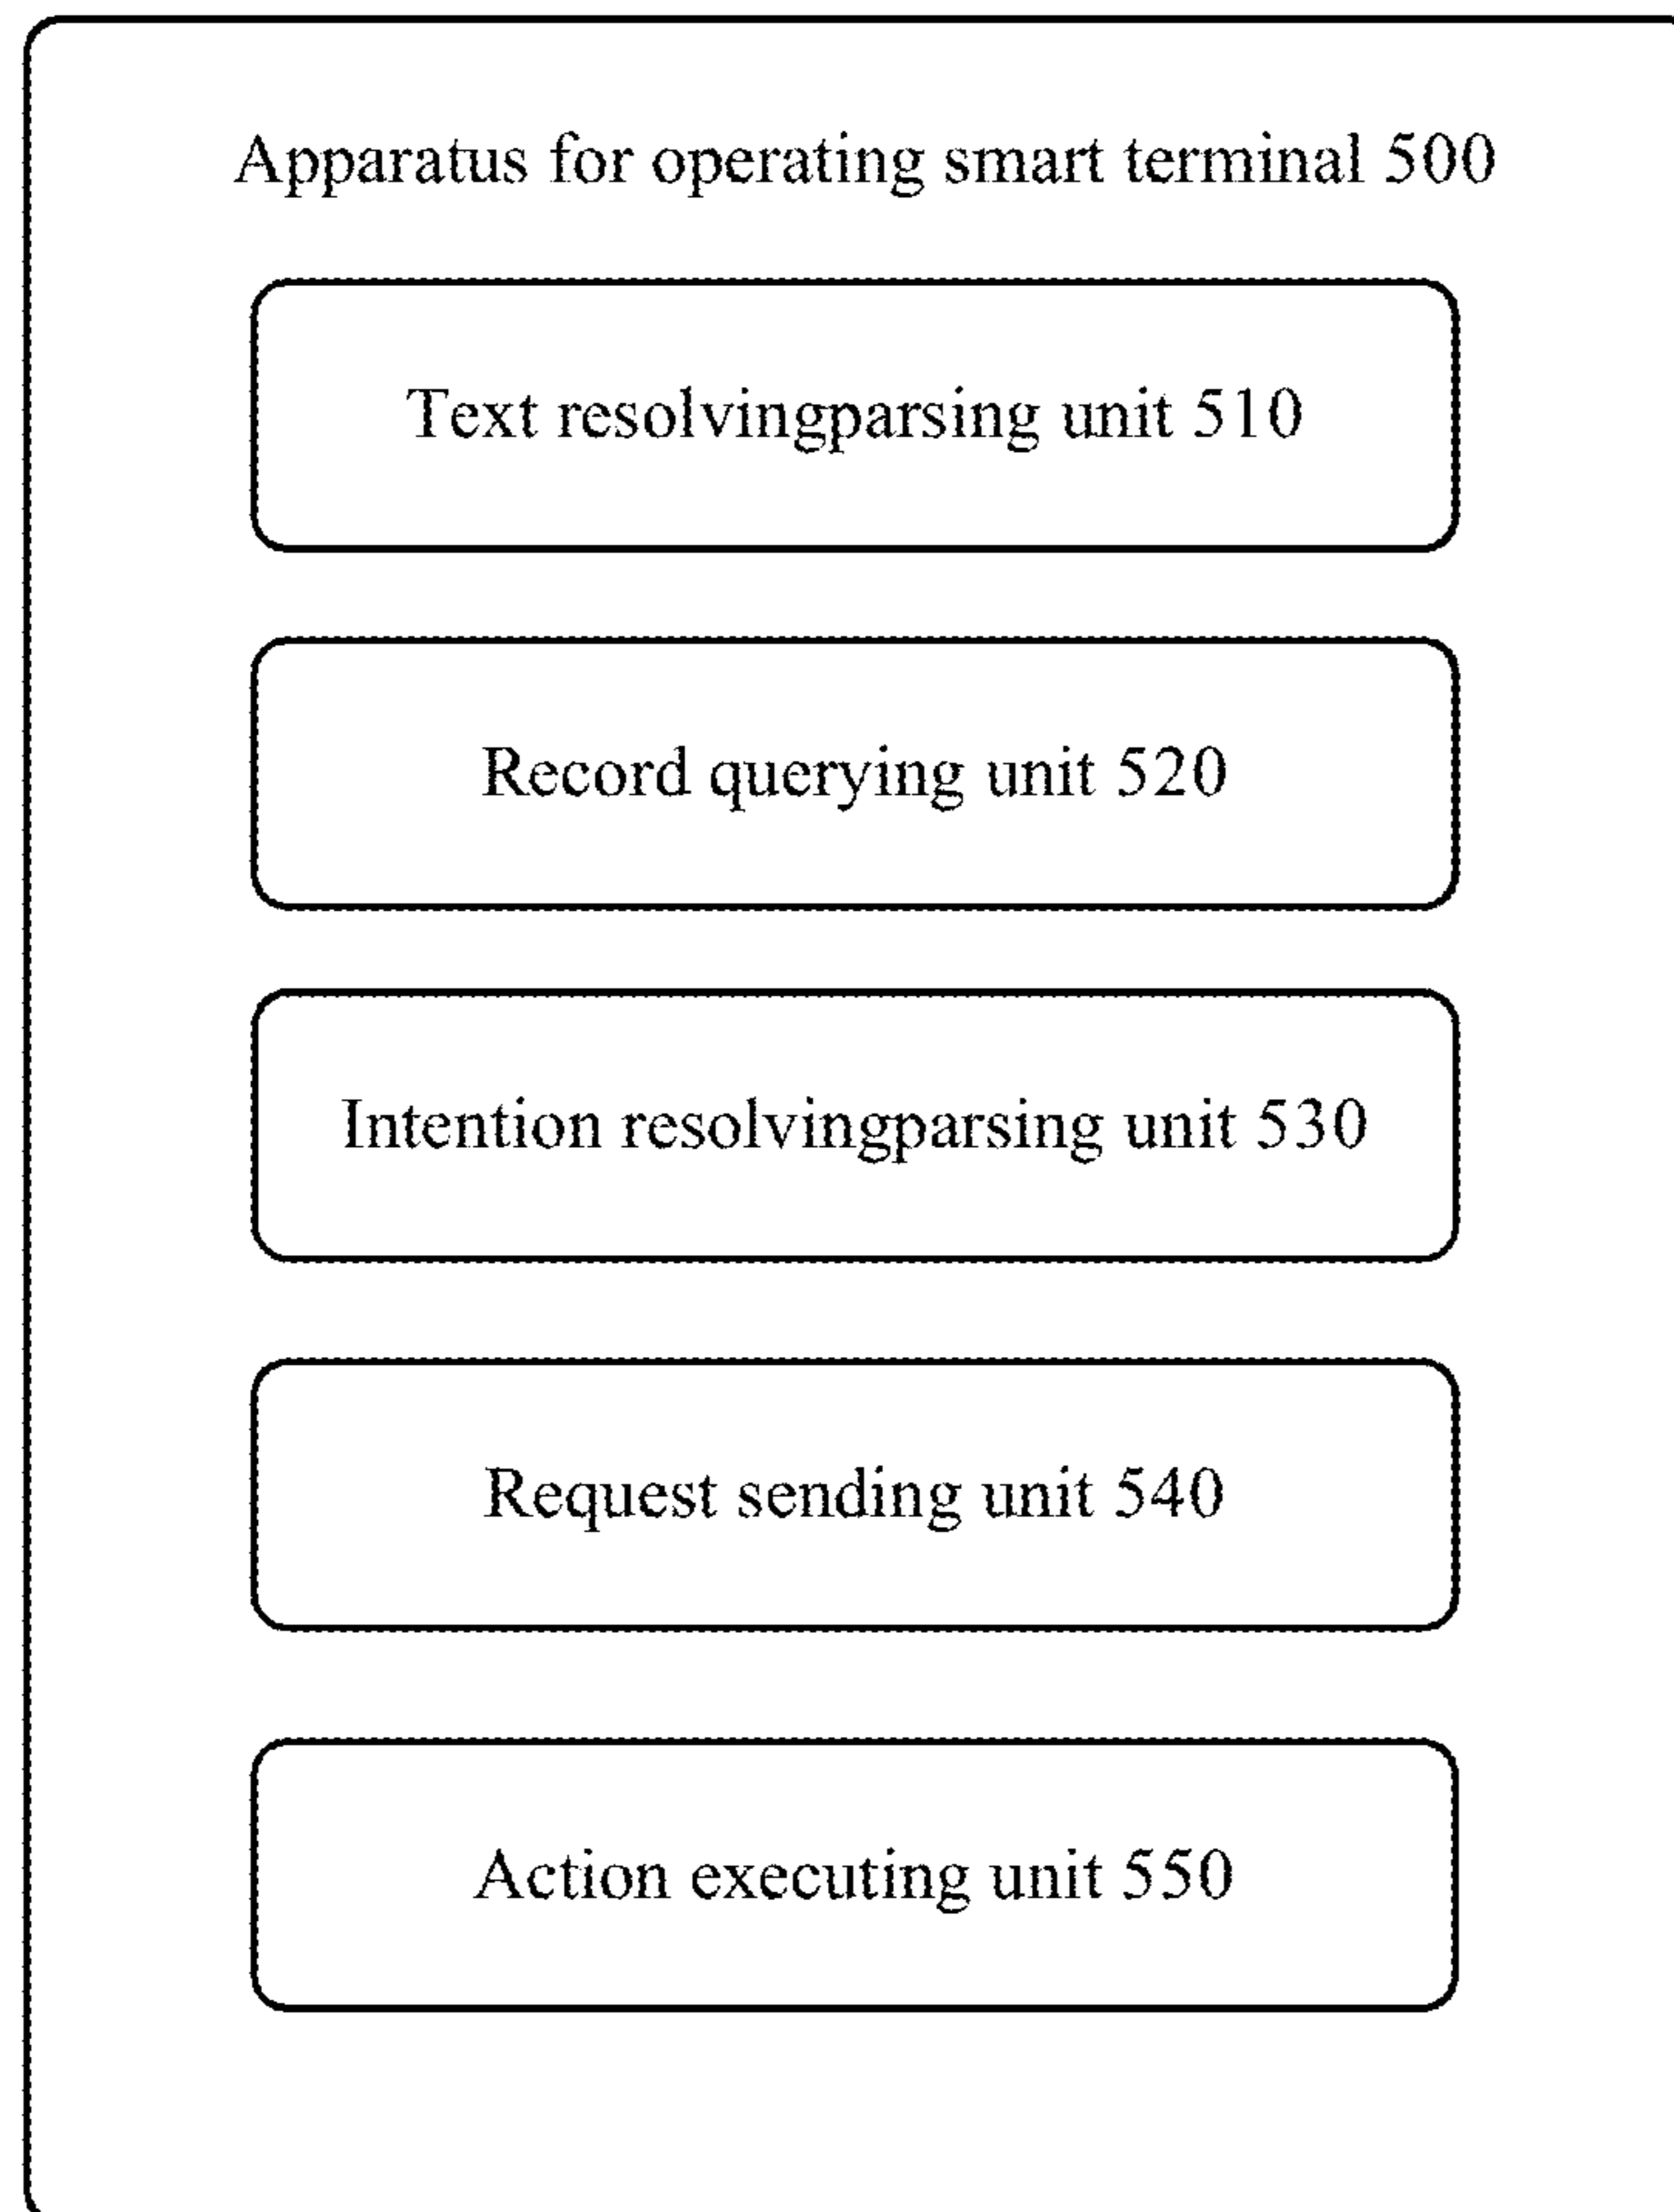 Apparatus for operating smart terminal 500
Text resolvingparsing unit 510
Record querying unit 520
Intention resolvingparsing unit 530
Request sending unit 540
Action executing unit 550